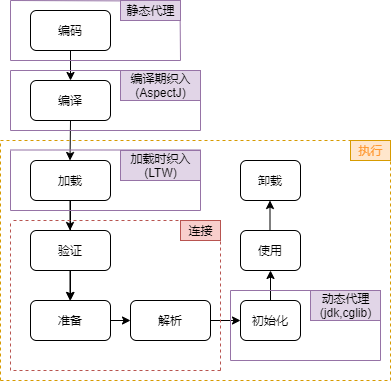 静态代理
编码
编译期织入
(AspectJ)
编译
执行
加载时织入
(LTW)
加载
卸载
连接
验证
使用
动态代理
(jdk,cglib)
准备
解析
初始化